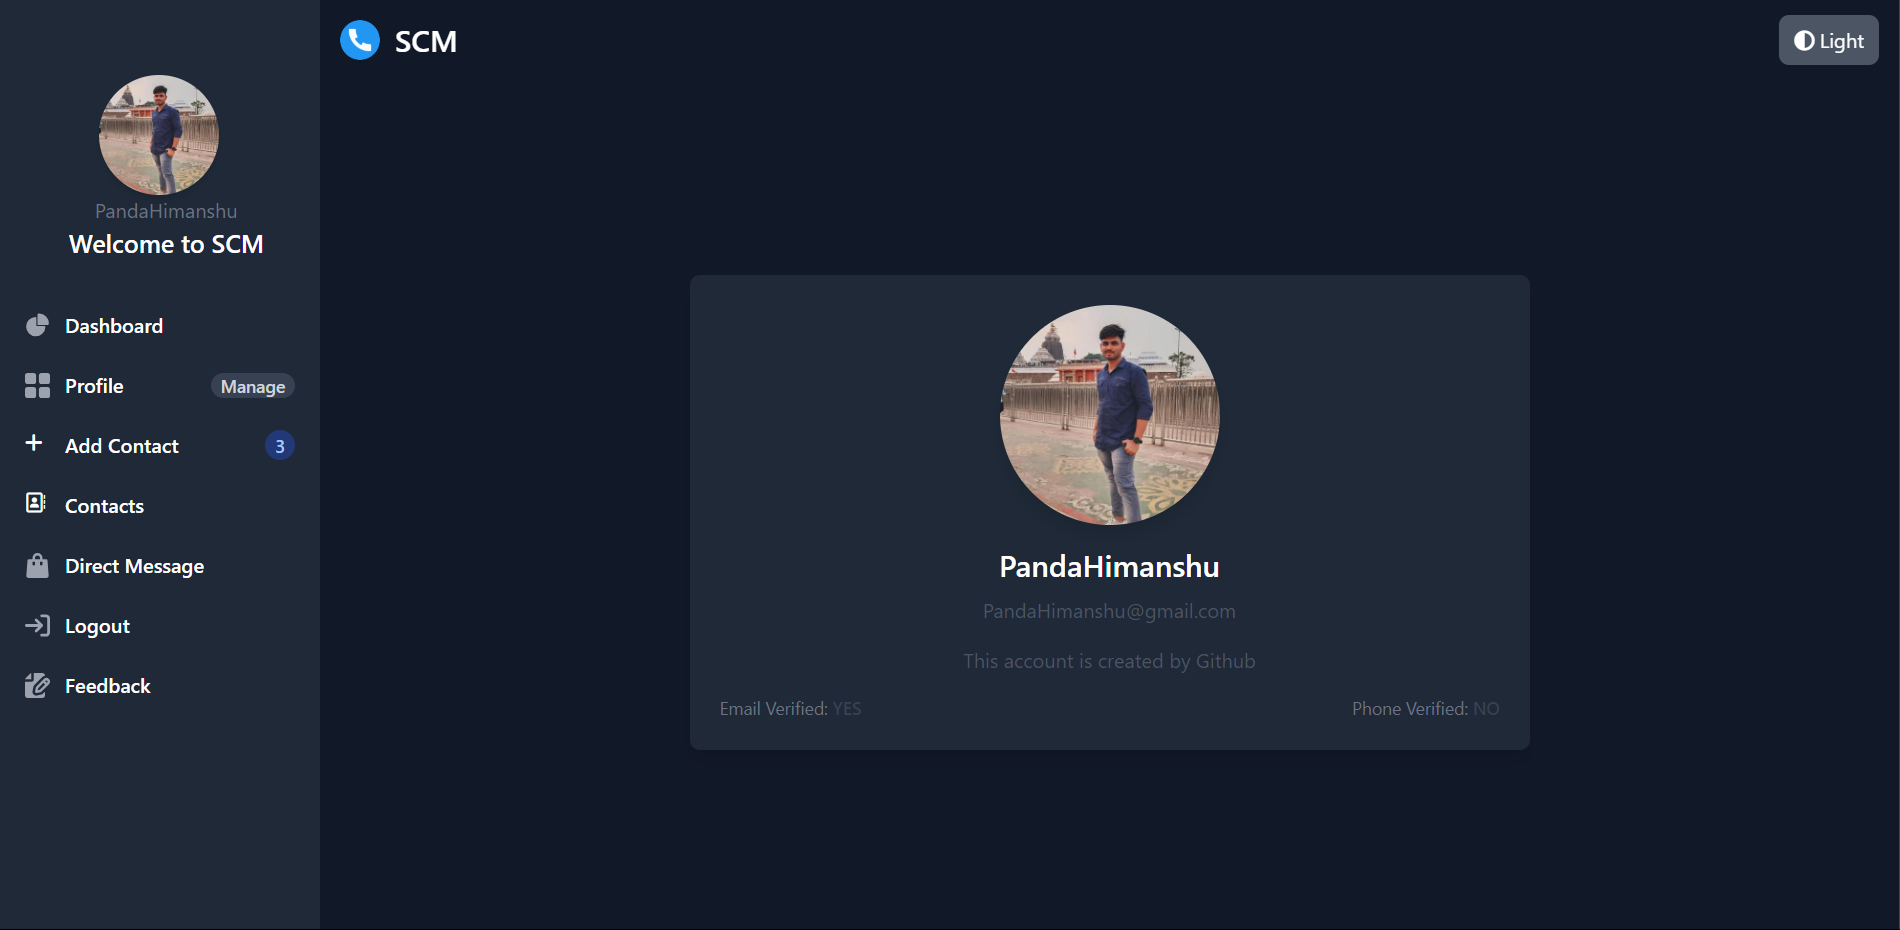 PandaHimanshu
Welcome to SCM
Dashboard
Profile Manage
Add Contact 3
Contacts
Direct Message
Logout
Feedback
SCM
Light
PandaHimanshu
PandaHimanshu@gmail.com
This account is created by Github
Email Verified: YES
Phone Verified: NO